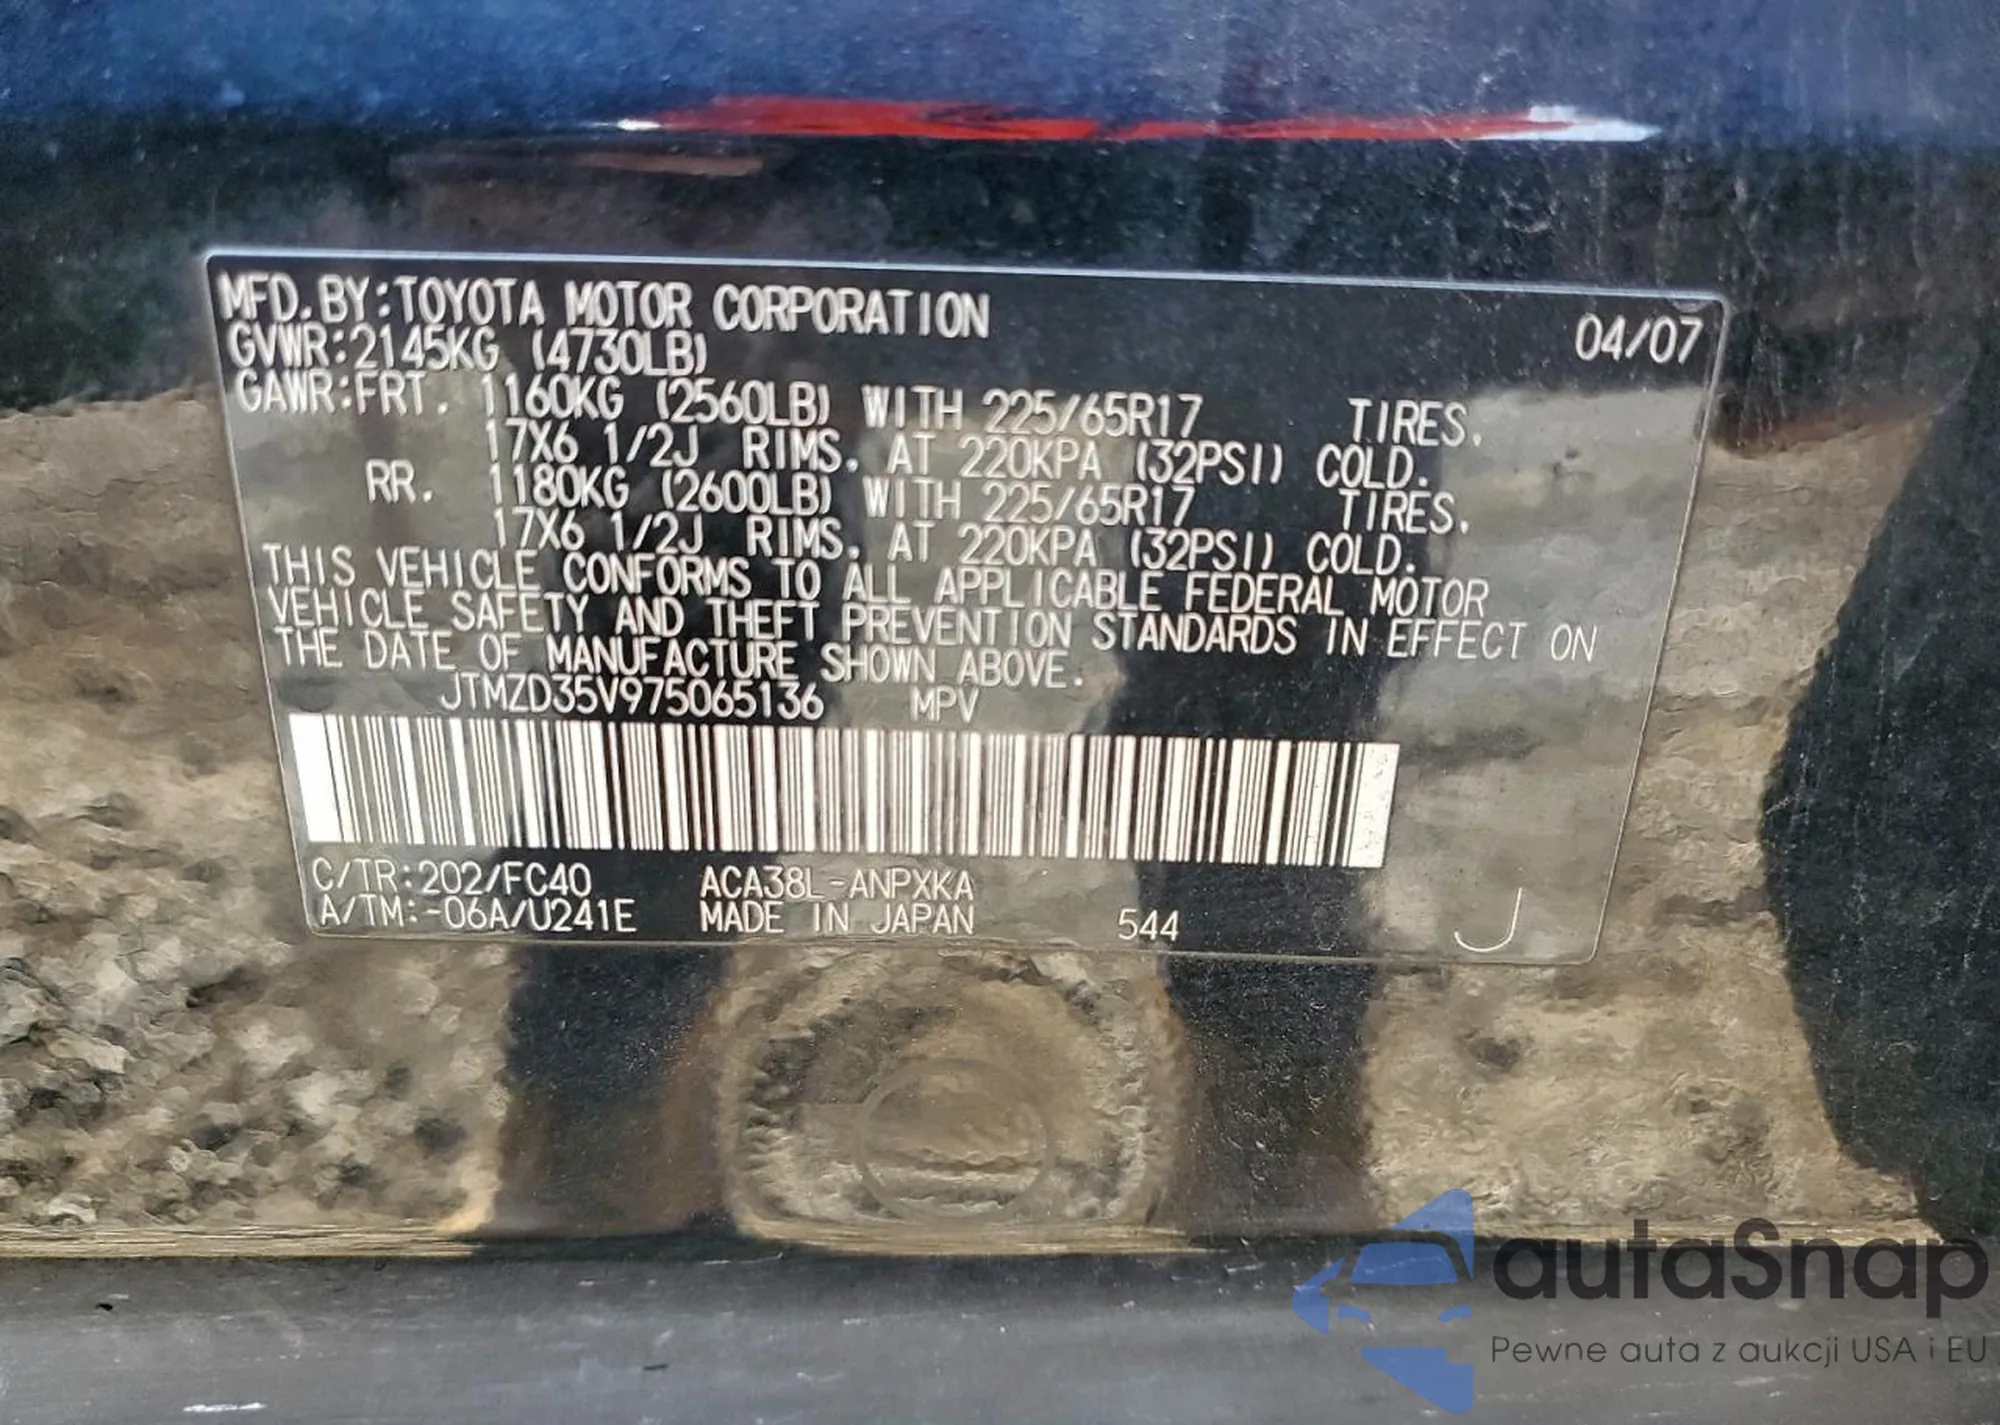 MFD.BY:TOYOTA MOTOR CORPORATION 04/07
GVWR:2145KG (4730LB)
GAWR:FRT. 1160KG (2560LB) WITH 225/65R17 TIRES.
17X6 1/2J RIMS. AT 220KPA (32PSI) COLD.
RR. 1180KG (2600LB) WITH 225/65R17 TIRES.
17X6 1/2J RIMS. AT 220KPA (32PSI) COLD.
THIS VEHICLE CONFORMS TO ALL APPLICABLE FEDERAL MOTOR
VEHICLE SAFETY AND THEFT PREVENTION STANDARDS IN EFFECT ON
THE DATE OF MANUFACTURE SHOWN ABOVE.
JTMZD35V975065136 MPV
C/TR:202/FC40 ACA38L-ANPXKA
A/TM:-06A/U241E MADE IN JAPAN 544 J
autaSnap
Pewne auta z aukcji USA i EU